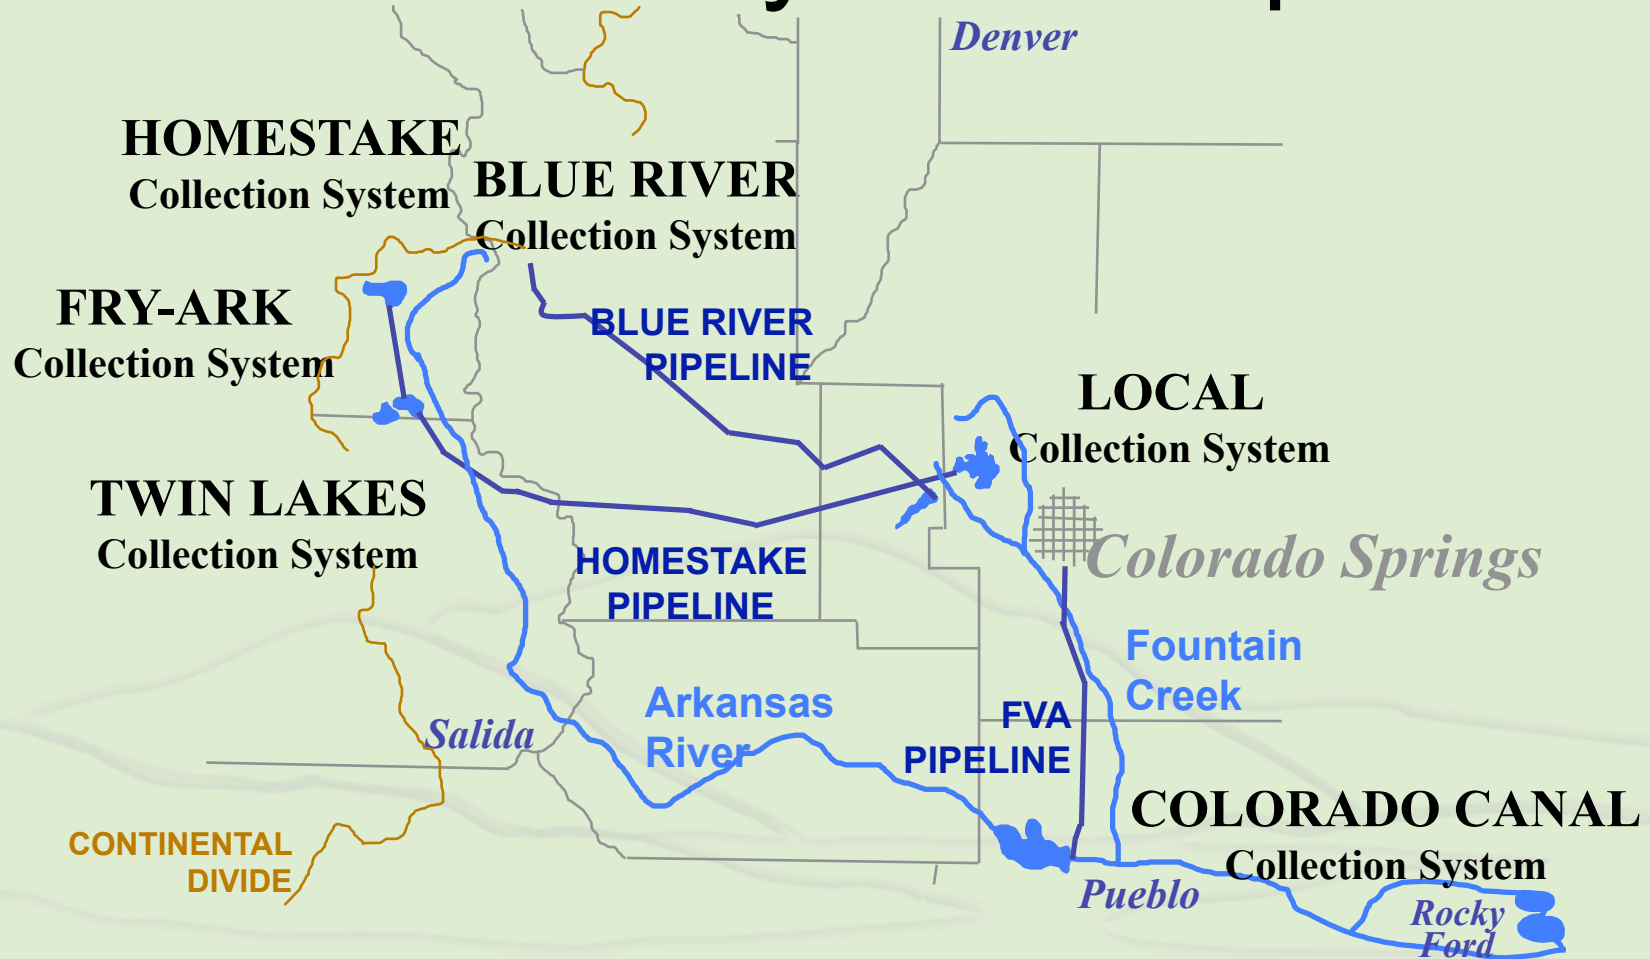 Denver
HOMESTAKE
Collection System
BLUE RIVER
Collection System
FRY-ARK
Collection System
BLUE RIVER
PIPELINE
LOCAL
Collection System
TWIN LAKES
Collection System
HOMESTAKE
PIPELINE
Colorado Springs
Fountain
Creek
Arkansas
River
FVA
PIPELINE
Salida
COLORADO CANAL
Collection System
CONTINENTAL
DIVIDE
Pueblo
Rocky
Ford